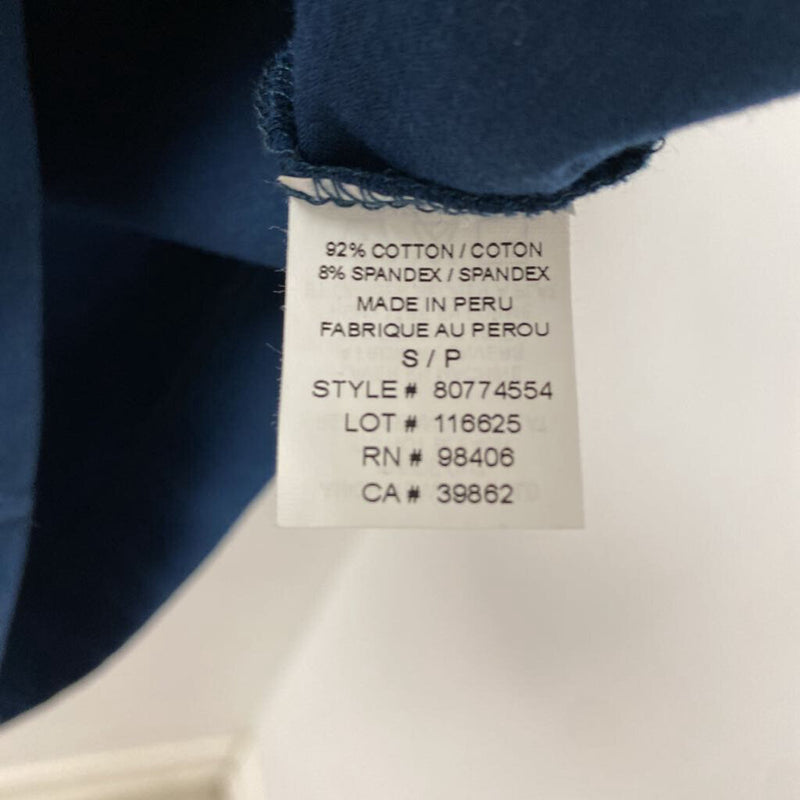 92% COTTON / COTON
8% SPANDEX / SPANDEX
MADE IN PERU
FABRIQUE AU PEROU
S / P
STYLE # 80774554
LOT # 116625
RN # 98406
CA # 39862